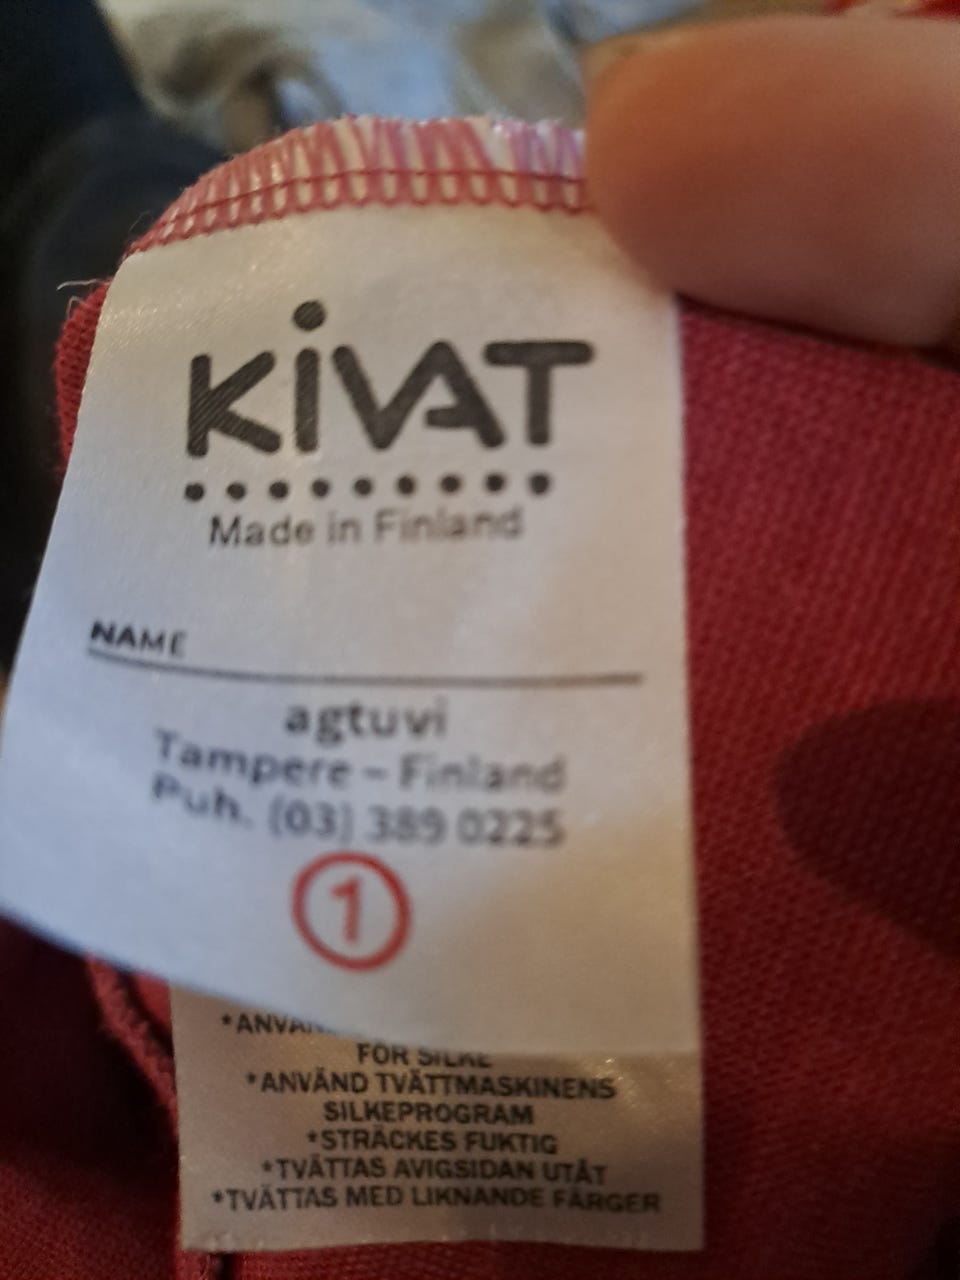 KiVAT
Made in Finland
NAME
agtuvi
Tampere – Finland
Puh. (03) 389 0225
1
FÖR SILKE
*ANVÄND TVÄTTMASKINENS
SILKEPROGRAM
*STRÄCKES FUKTIG
*TVÄTTAS AVIGSIDAN UTÅT
*TVÄTTAS MED LIKNANDE FÄRGER